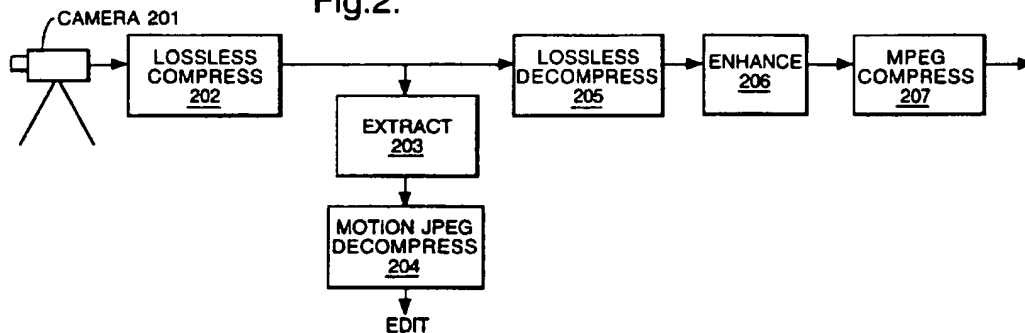 Fig.2.
CAMERA 201
LOSSLESS
COMPRESS
202
LOSSLESS
DECOMPRESS
205
ENHANCE
206
MPEG
COMPRESS
207
EXTRACT
203
MOTION JPEG
DECOMPRESS
204
EDIT